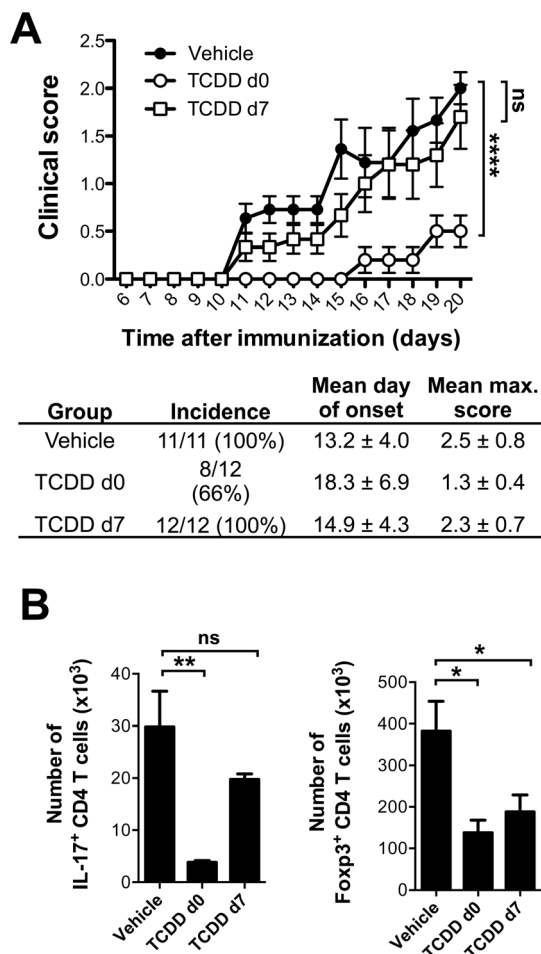 A
Clinical score
2.5
2.0
1.5
1.0
0.5
0.0
Vehicle
TCDD d0
TCDD d7
ns
****
6 7 8 9 10 11 12 13 14 15 16 17 18 19 20
Time after immunization (days)
Group Incidence Mean day of onset Mean max. score
Vehicle 11/11 (100%) 13.2 ± 4.0 2.5 ± 0.8
TCDD d0 8/12 (66%) 18.3 ± 6.9 1.3 ± 0.4
TCDD d7 12/12 (100%) 14.9 ± 4.3 2.3 ± 0.7
B
Number of
IL-17⁺ CD4 T cells (x10³)
40
30
20
10
0
ns
**
Vehicle
TCDD d0
TCDD d7
Number of
Foxp3⁺ CD4 T cells (x10³)
500
400
300
200
100
0
*
*
Vehicle
TCDD d0
TCDD d7